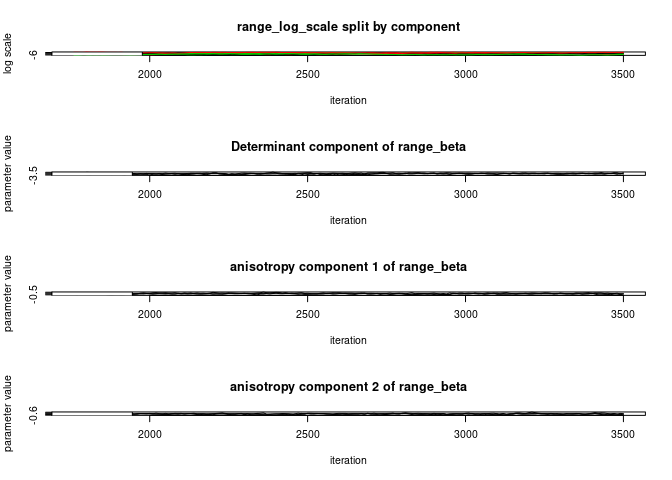 range_log_scale split by component
log scale
-6
2000 2500 3000 3500
iteration
Determinant component of range_beta
parameter value
-3.5
2000 2500 3000 3500
iteration
anisotropy component 1 of range_beta
parameter value
-0.5
2000 2500 3000 3500
iteration
anisotropy component 2 of range_beta
parameter value
-0.6
2000 2500 3000 3500
iteration